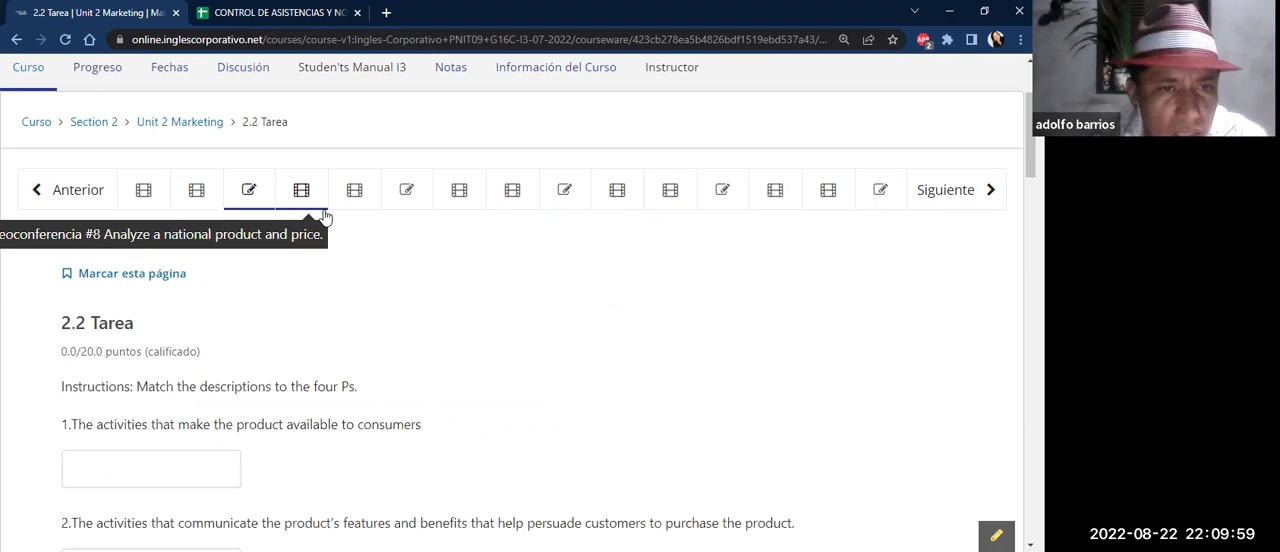 2.2 Tarea | Unit 2 Marketing | Ma
CONTROL DE ASISTENCIAS Y NO
online.inglescorporativo.net/courses/course-v1:Ingles-Corporativo+PNIT09+G16C-I3-07-2022/courseware/423cb278ea5b4826bdf1519ebd537a43/...
2
Curso
Progreso
Fechas
Discusión
Studen'ts Manual I3
Notas
Información del Curso
Instructor
adolfo barrios
Curso > Section 2 > Unit 2 Marketing > 2.2 Tarea
Anterior
Siguiente
eoconferencia #8 Analyze a national product and price.
Marcar esta página
2.2 Tarea
0.0/20.0 puntos (calificado)
Instructions: Match the descriptions to the four Ps.
1.The activities that make the product available to consumers
2.The activities that communicate the product's features and benefits that help persuade customers to purchase the product.
2022-08-22 22:09:59